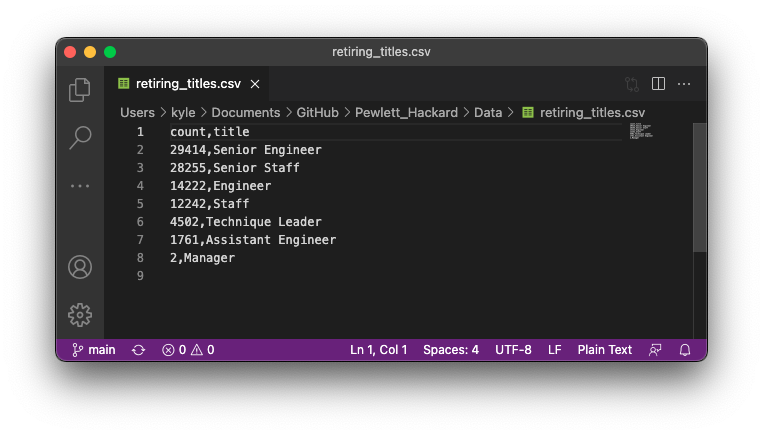 retiring_titles.csv
retiring_titles.csv
Users > kyle > Documents > GitHub > Pewlett_Hackard > Data > retiring_titles.csv
1 count,title
2 29414,Senior Engineer
3 28255,Senior Staff
4 14222,Engineer
5 12242,Staff
6 4502,Technique Leader
7 1761,Assistant Engineer
8 2,Manager
9
main 0 0 Ln 1, Col 1 Spaces: 4 UTF-8 LF Plain Text